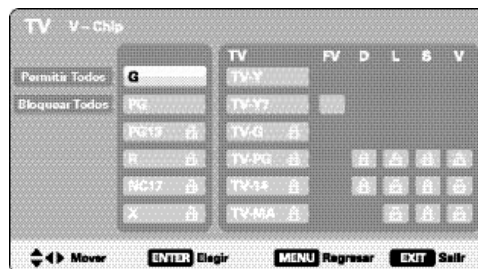 TV V-Chip
TV FV D L S V
Permitir Todos G TV-Y
Bloquear Todos PG TV-Y7
PG13 TV-G
R TV-PG
NC17 TV-14
X TV-MA
Mover ENTER Elegir MENU Regresar EXIT Salir